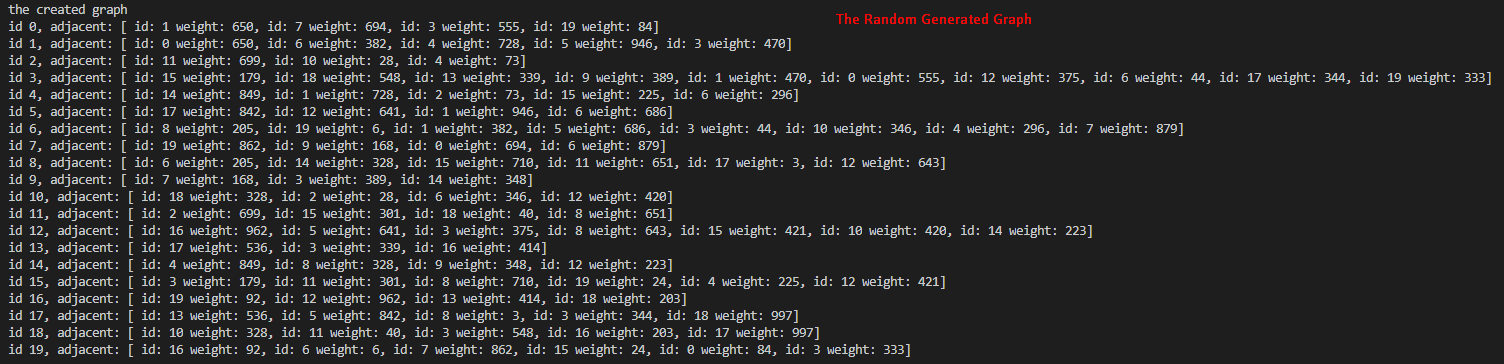 the created graph
The Random Generated Graph
id 0, adjacent: [ id: 1 weight: 650, id: 7 weight: 694, id: 3 weight: 555, id: 19 weight: 84]
id 1, adjacent: [ id: 0 weight: 650, id: 6 weight: 382, id: 4 weight: 728, id: 5 weight: 946, id: 3 weight: 470]
id 2, adjacent: [ id: 11 weight: 699, id: 10 weight: 28, id: 4 weight: 73]
id 3, adjacent: [ id: 15 weight: 179, id: 18 weight: 548, id: 13 weight: 339, id: 9 weight: 389, id: 1 weight: 470, id: 0 weight: 555, id: 12 weight: 375, id: 6 weight: 44, id: 17 weight: 344, id: 19 weight: 333]
id 4, adjacent: [ id: 14 weight: 849, id: 1 weight: 728, id: 2 weight: 73, id: 15 weight: 225, id: 6 weight: 296]
id 5, adjacent: [ id: 17 weight: 842, id: 12 weight: 641, id: 1 weight: 946, id: 6 weight: 686]
id 6, adjacent: [ id: 8 weight: 205, id: 19 weight: 6, id: 1 weight: 382, id: 5 weight: 686, id: 3 weight: 44, id: 10 weight: 346, id: 4 weight: 296, id: 7 weight: 879]
id 7, adjacent: [ id: 19 weight: 862, id: 9 weight: 168, id: 0 weight: 694, id: 6 weight: 879]
id 8, adjacent: [ id: 6 weight: 205, id: 14 weight: 328, id: 15 weight: 710, id: 11 weight: 651, id: 17 weight: 3, id: 12 weight: 643]
id 9, adjacent: [ id: 7 weight: 168, id: 3 weight: 389, id: 14 weight: 348]
id 10, adjacent: [ id: 18 weight: 328, id: 2 weight: 28, id: 6 weight: 346, id: 12 weight: 420]
id 11, adjacent: [ id: 2 weight: 699, id: 15 weight: 301, id: 18 weight: 40, id: 8 weight: 651]
id 12, adjacent: [ id: 16 weight: 962, id: 5 weight: 641, id: 3 weight: 375, id: 8 weight: 643, id: 15 weight: 421, id: 10 weight: 420, id: 14 weight: 223]
id 13, adjacent: [ id: 17 weight: 536, id: 3 weight: 339, id: 16 weight: 414]
id 14, adjacent: [ id: 4 weight: 849, id: 8 weight: 328, id: 9 weight: 348, id: 12 weight: 223]
id 15, adjacent: [ id: 3 weight: 179, id: 11 weight: 301, id: 8 weight: 710, id: 19 weight: 24, id: 4 weight: 225, id: 12 weight: 421]
id 16, adjacent: [ id: 19 weight: 92, id: 12 weight: 962, id: 13 weight: 414, id: 18 weight: 203]
id 17, adjacent: [ id: 13 weight: 536, id: 5 weight: 842, id: 8 weight: 3, id: 3 weight: 344, id: 18 weight: 997]
id 18, adjacent: [ id: 10 weight: 328, id: 11 weight: 40, id: 3 weight: 548, id: 16 weight: 203, id: 17 weight: 997]
id 19, adjacent: [ id: 16 weight: 92, id: 6 weight: 6, id: 7 weight: 862, id: 15 weight: 24, id: 0 weight: 84, id: 3 weight: 333]